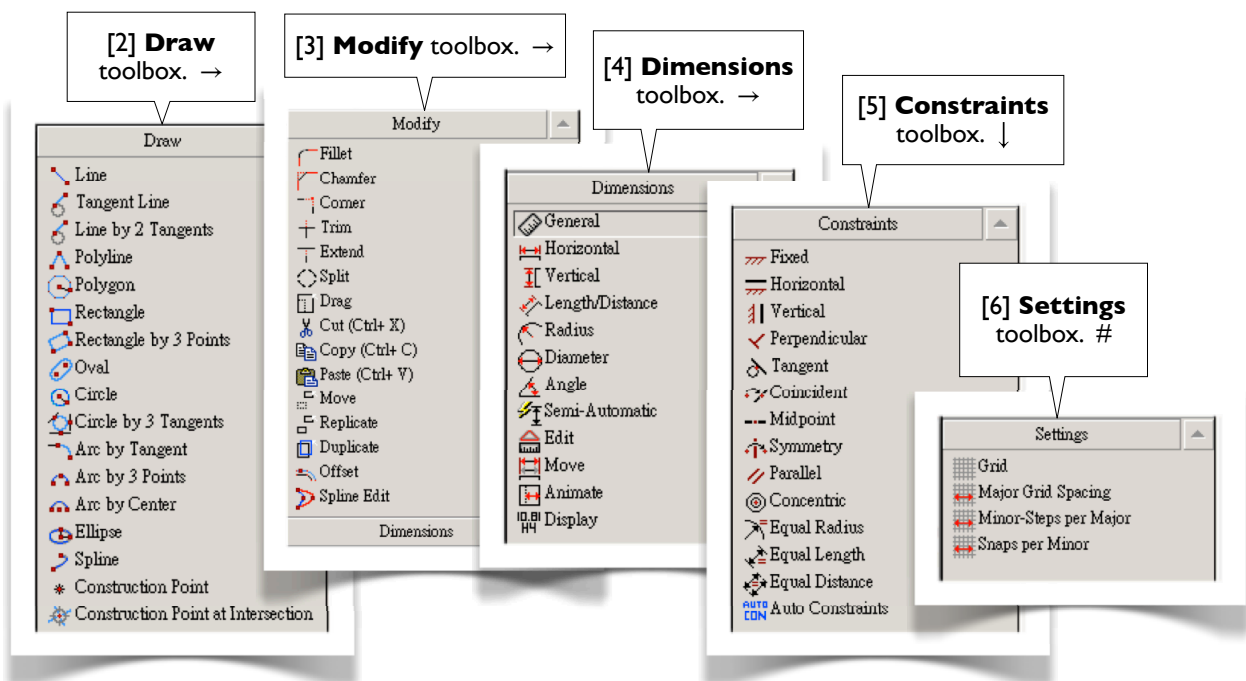 [2] Draw
toolbox. →
[3] Modify toolbox. →
[4] Dimensions
toolbox. →
[5] Constraints
toolbox. ↓
[6] Settings
toolbox. #
Draw
Line
Tangent Line
Line by 2 Tangents
Polyline
Polygon
Rectangle
Rectangle by 3 Points
Oval
Circle
Circle by 3 Tangents
Arc by Tangent
Arc by 3 Points
Arc by Center
Ellipse
Spline
Construction Point
Construction Point at Intersection
Modify
Fillet
Chamfer
Corner
Trim
Extend
Split
Drag
Cut (Ctrl+ X)
Copy (Ctrl+ C)
Paste (Ctrl+ V)
Move
Replicate
Duplicate
Offset
Spline Edit
Dimensions
Dimensions
General
Horizontal
Vertical
Length/Distance
Radius
Diameter
Angle
Semi-Automatic
Edit
Move
Animate
Display
Constraints
Fixed
Horizontal
Vertical
Perpendicular
Tangent
Coincident
Midpoint
Symmetry
Parallel
Concentric
Equal Radius
Equal Length
Equal Distance
AUTO CON Auto Constraints
Settings
Grid
Major Grid Spacing
Minor-Steps per Major
Snaps per Minor